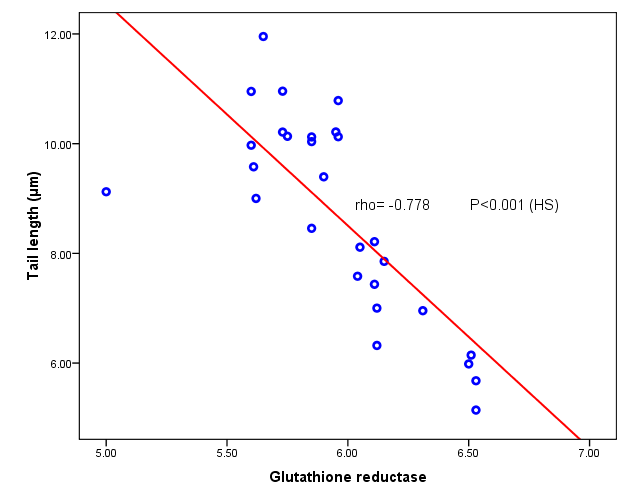 12.00
10.00
8.00
6.00
Tail length (µm)
rho= -0.778 P<0.001 (HS)
5.00 5.50 6.00 6.50 7.00
Glutathione reductase